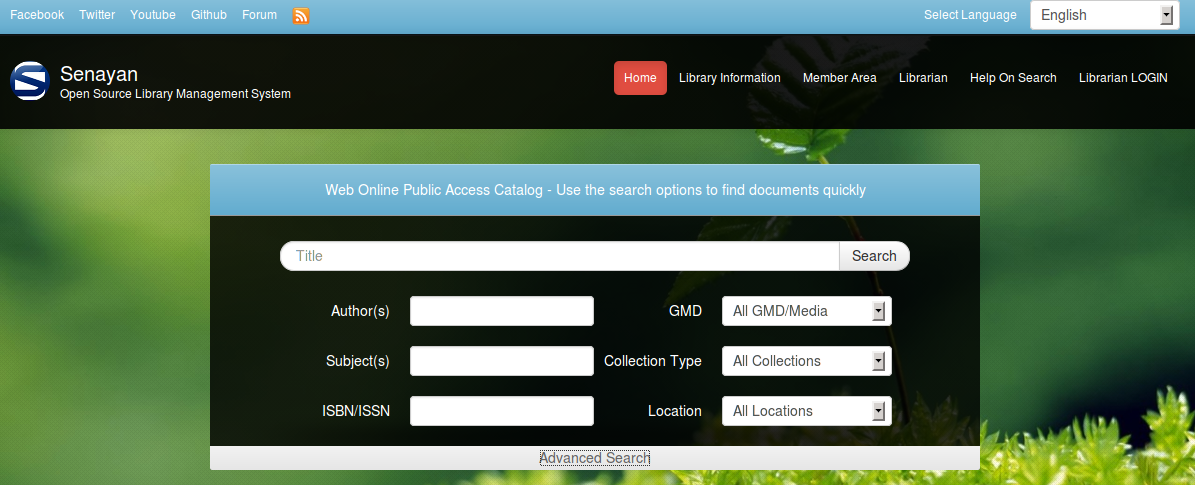 Facebook Twitter Youtube Github Forum Select Language English
Senayan
Open Source Library Management System
Home Library Information Member Area Librarian Help On Search Librarian LOGIN
Web Online Public Access Catalog - Use the search options to find documents quickly
Title Search
Author(s) GMD All GMD/Media
Subject(s) Collection Type All Collections
ISBN/ISSN Location All Locations
Advanced Search